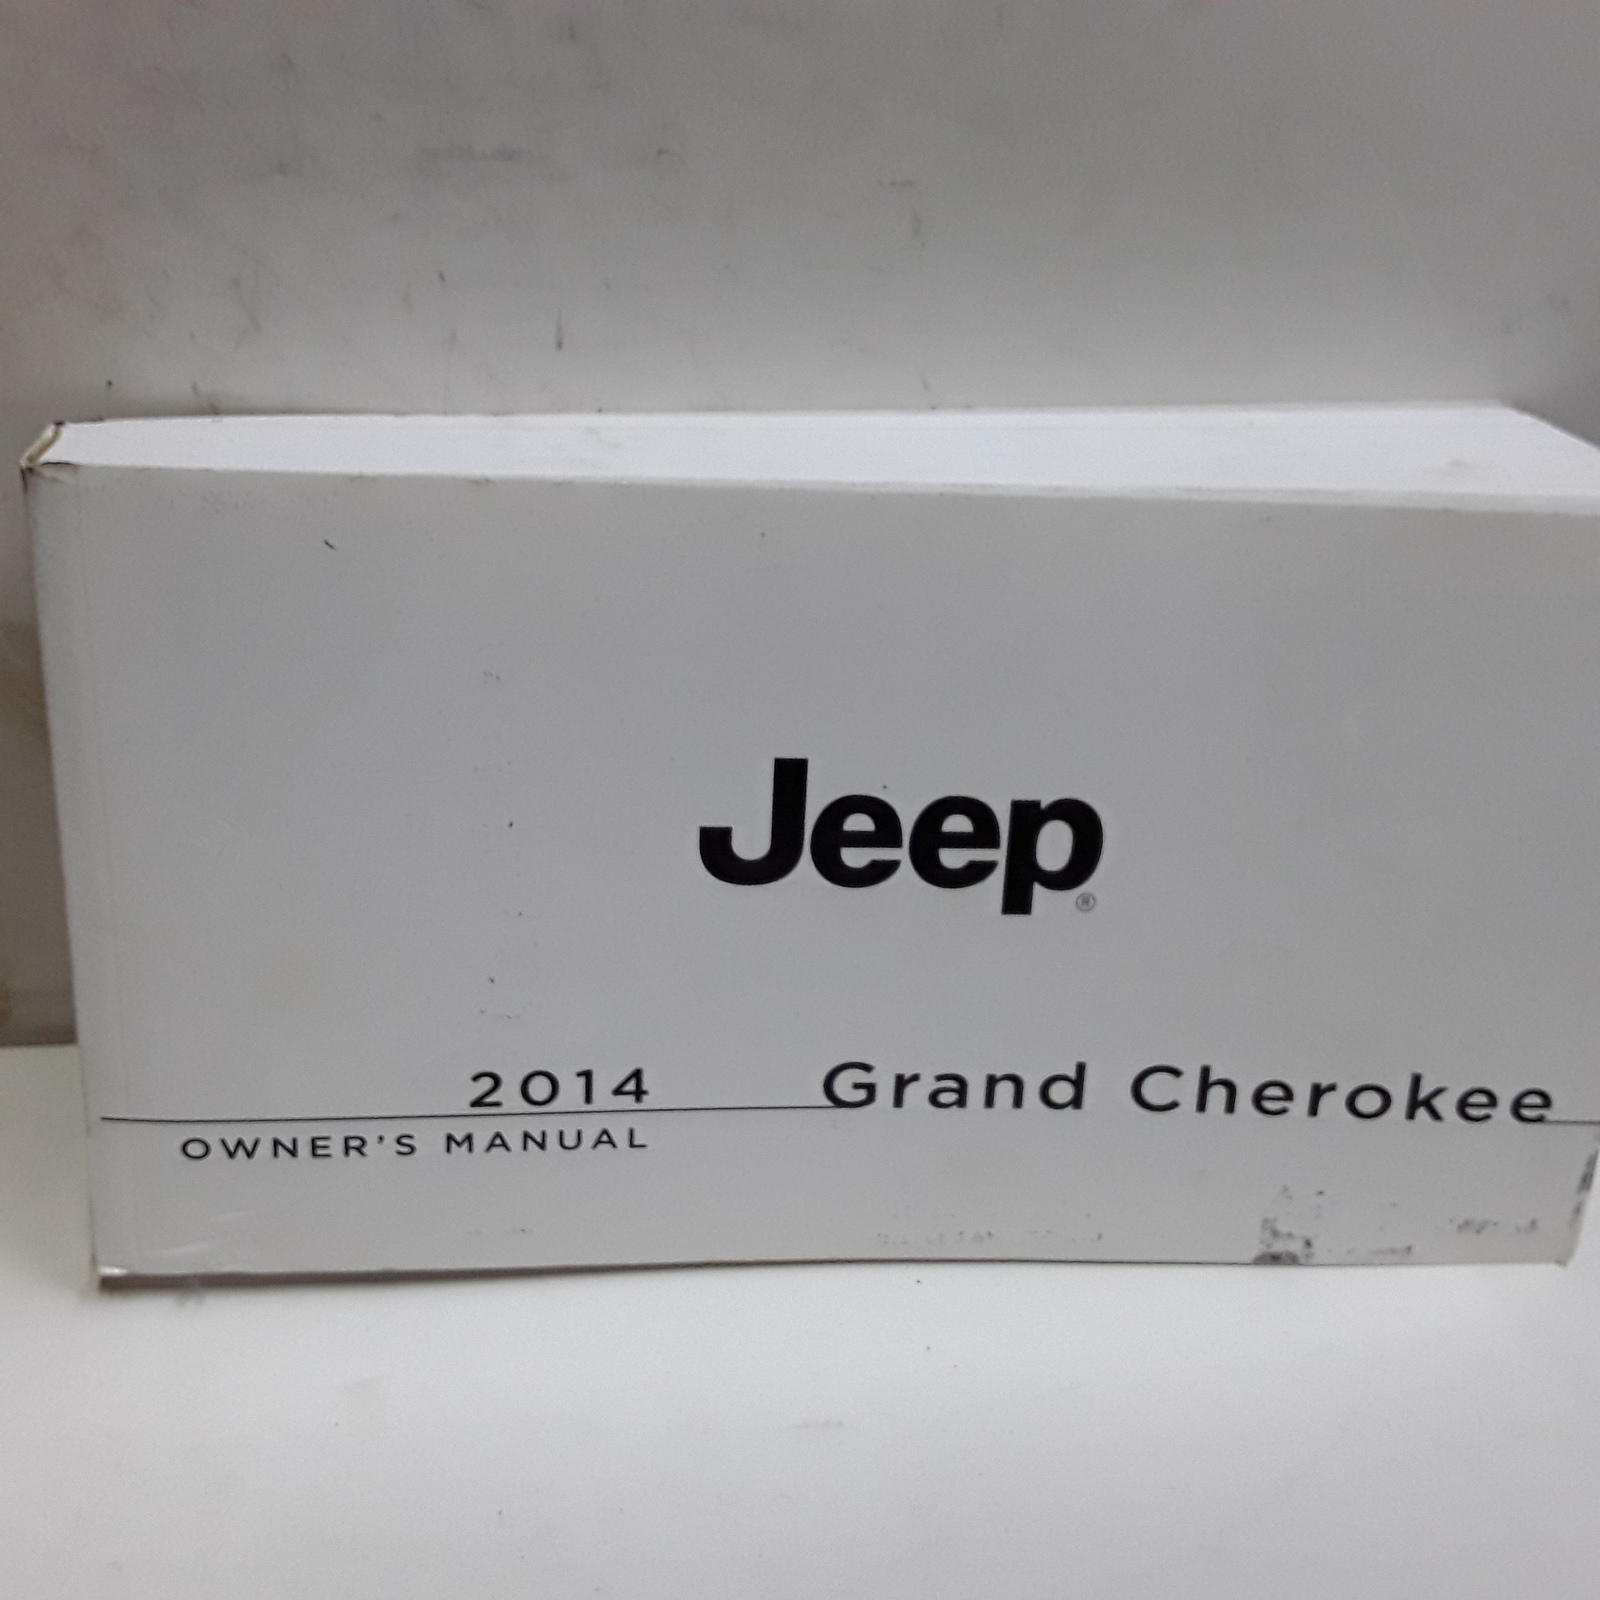 Jeep®
2014 Grand Cherokee
OWNER'S MANUAL